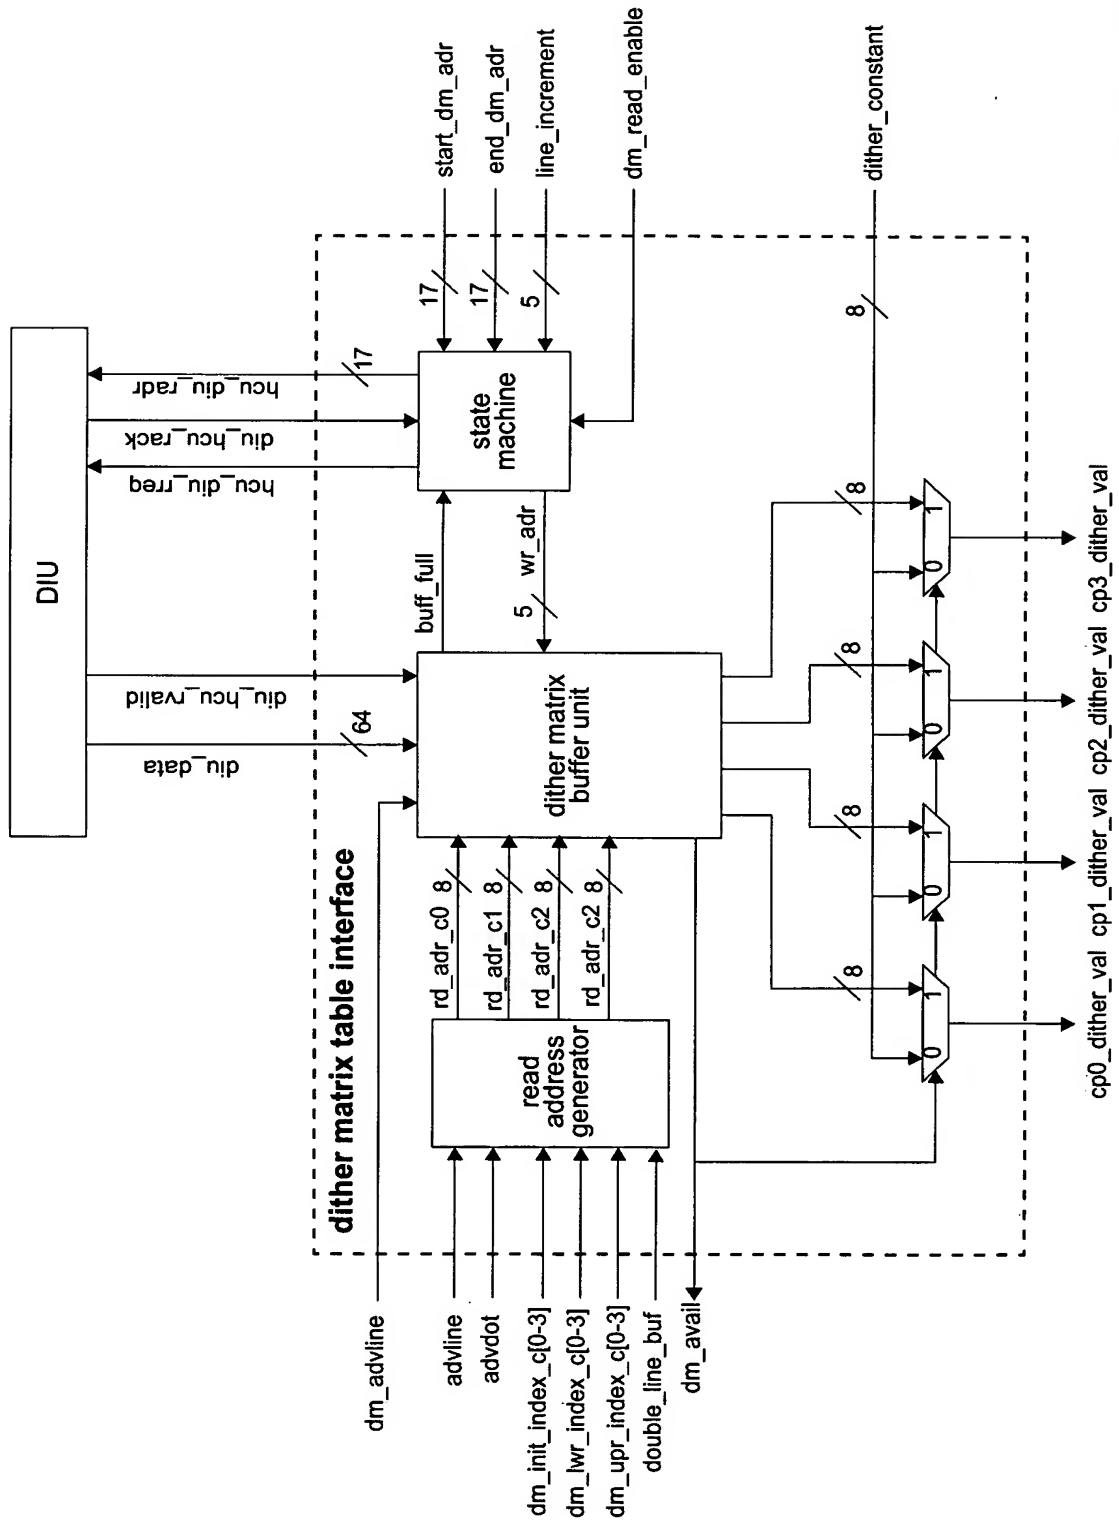 DIU
hcu_diu_radr
17
diu_hcu_rack
hcu_diu_rreq
diu_hcu_rvalid
diu_data
64
dither matrix table interface
start_dm_adr
17
end_dm_adr
17
line_increment
5
dm_read_enable
state
machine
buff_full
wr_adr
5
dither matrix
buffer unit
dm_advline
rd_adr_c0
8
rd_adr_c1
8
rd_adr_c2
8
rd_adr_c2
8
read
address
generator
advline
advdot
dm_init_index_c[0-3]
dm_lwr_index_c[0-3]
dm_upr_index_c[0-3]
double_line_buf
dm_avail
dither_constant
8
8
8
8
8
0 1
0 1
0 1
0 1
cp0_dither_val cp1_dither_val cp2_dither_val cp3_dither_val